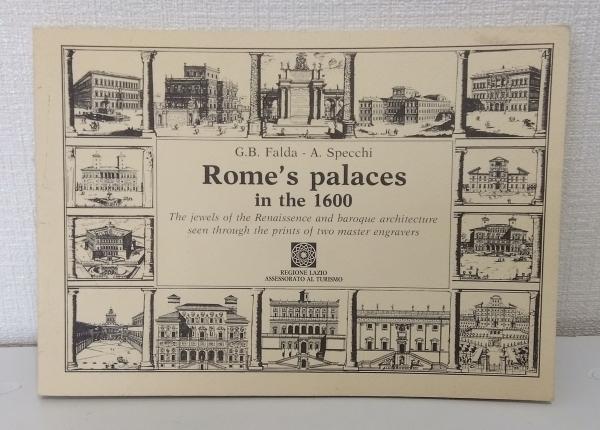 G.B. Falda - A. Specchi
Rome's palaces
in the 1600
The jewels of the Renaissence and baroque architecture
seen through the prints of two master engravers
REGIONE LAZIO
ASSESSORATO AL TURISMO